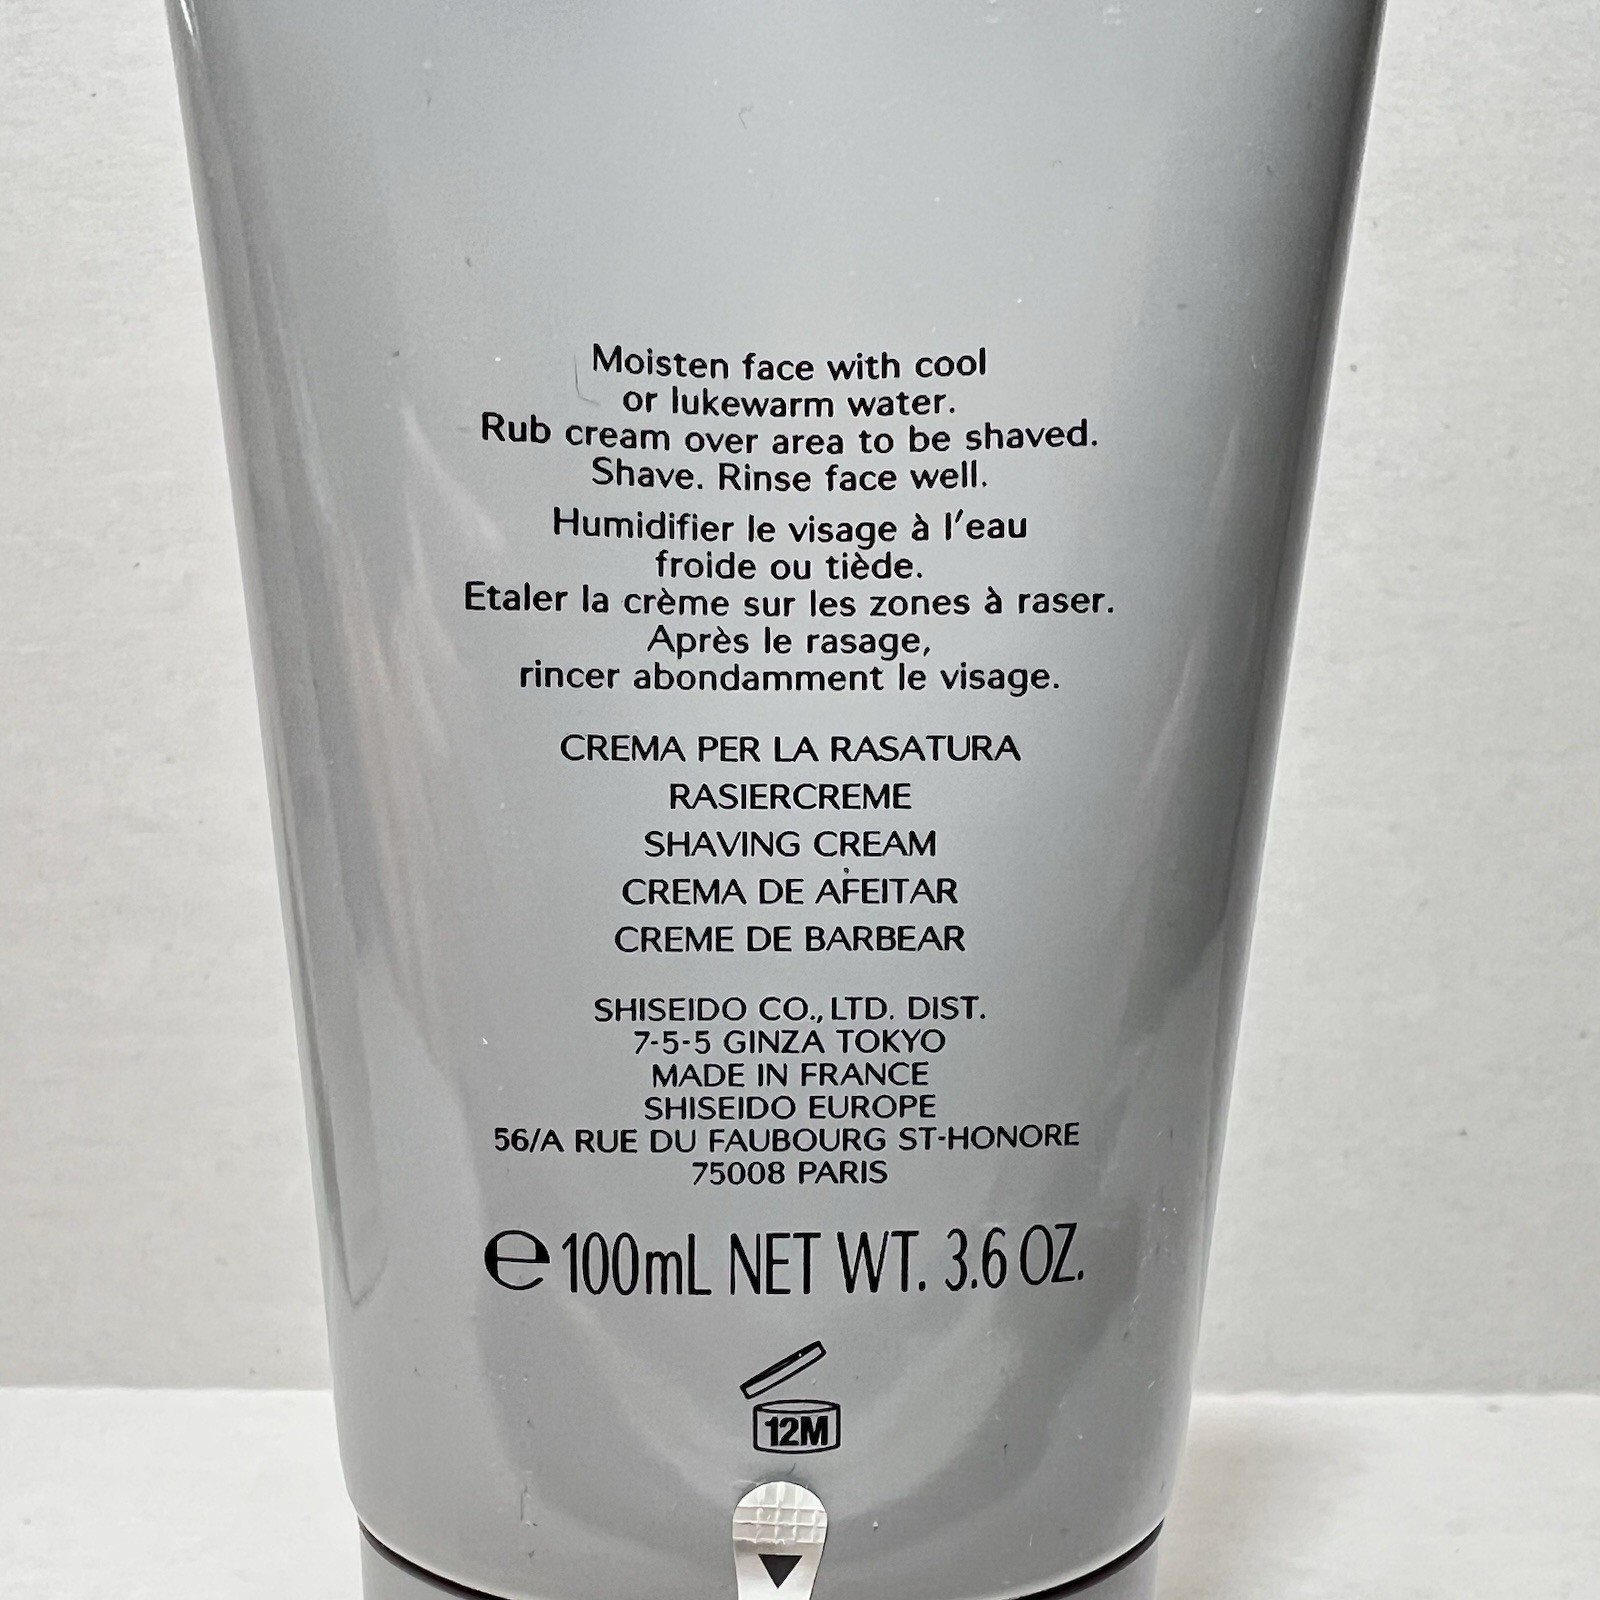 Moisten face with cool
or lukewarm water.
Rub cream over area to be shaved.
Shave. Rinse face well.
Humidifier le visage à l'eau
froide ou tiède.
Etaler la crème sur les zones à raser.
Après le rasage,
rincer abondamment le visage.
CREMA PER LA RASATURA
RASIERCREME
SHAVING CREAM
CREMA DE AFEITAR
CREME DE BARBEAR
SHISEIDO CO., LTD. DIST.
7-5-5 GINZA TOKYO
MADE IN FRANCE
SHISEIDO EUROPE
56/A RUE DU FAUBOURG ST-HONORE
75008 PARIS
℮ 100mL NET WT. 3.6 OZ.
12M